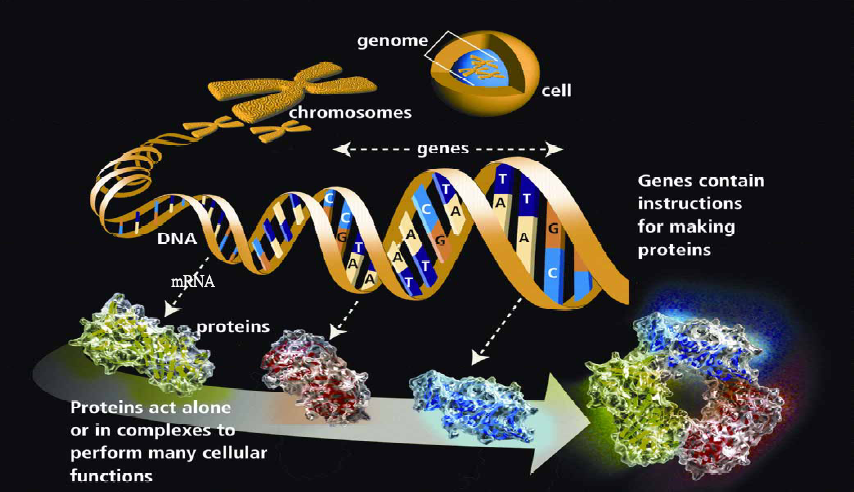 genome
cell
chromosomes
genes
Genes contain
instructions
for making
proteins
DNA
C
C
G
T
A
A
A
A
T
T
C
G
T
A
T
A
T
A
G
C
mRNA
proteins
Proteins act alone
or in complexes to
perform many cellular
functions